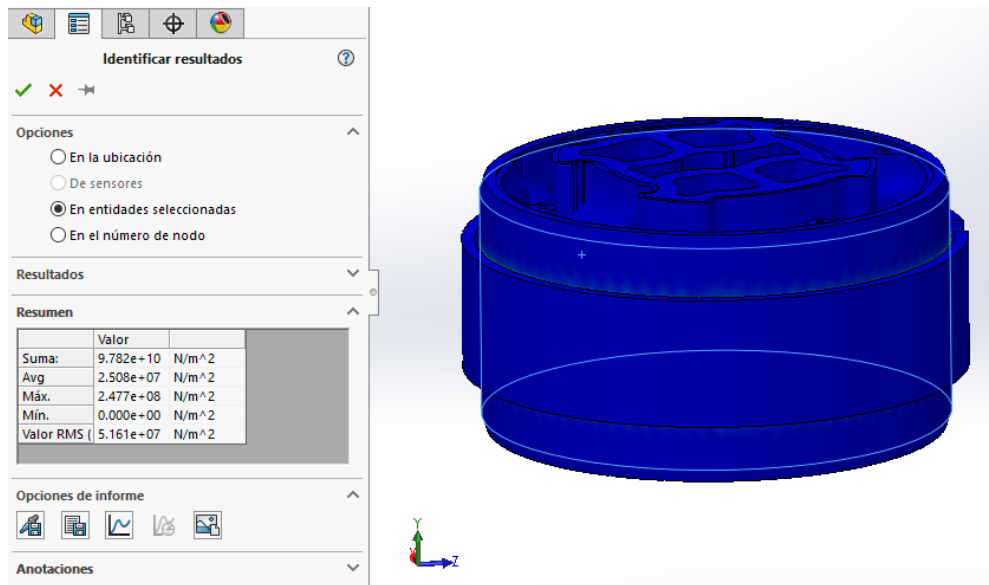 Identificar resultados
Opciones
En la ubicación
De sensores
En entidades seleccionadas
En el número de nodo
Resultados
Resumen
Valor
Suma: 9.782e+10 N/m^2
Avg 2.508e+07 N/m^2
Máx. 2.477e+08 N/m^2
Mín. 0.000e+00 N/m^2
Valor RMS ( 5.161e+07 N/m^2
Opciones de informe
Anotaciones
Y
Z